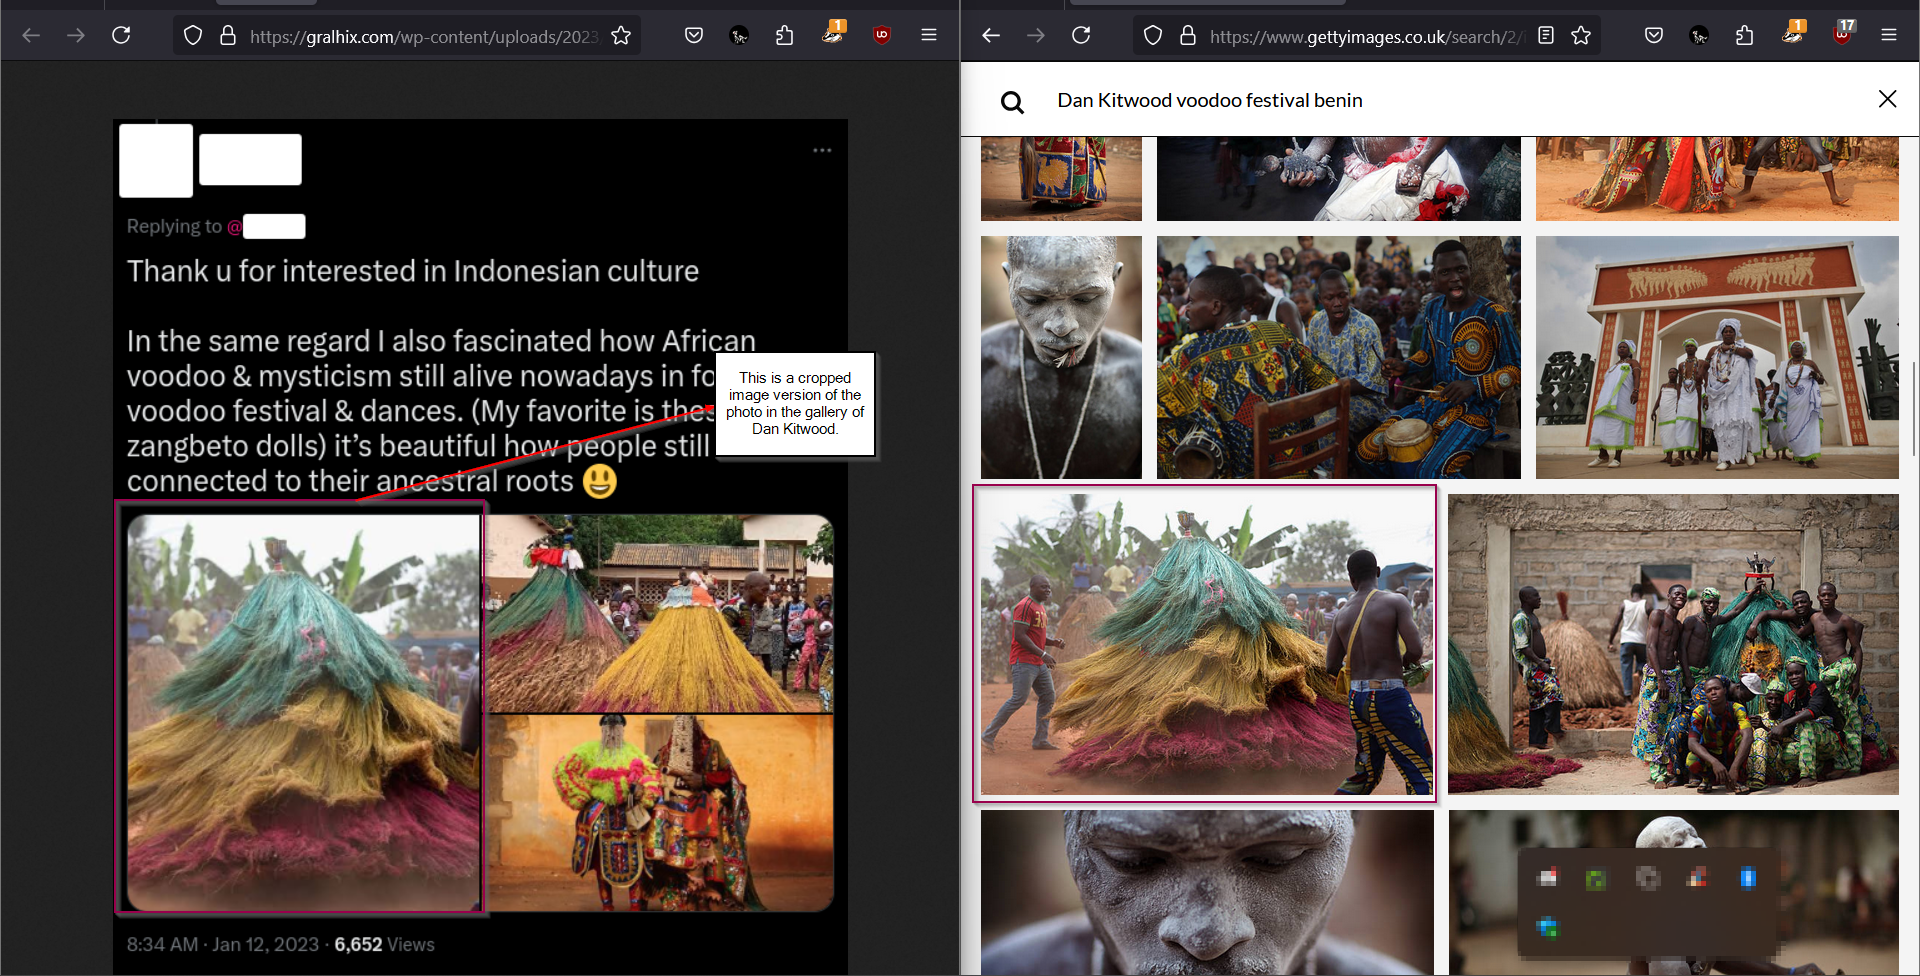 https://gralhix.com/wp-content/uploads/2023
1
Replying to @
Thank u for interested in Indonesian culture
In the same regard I also fascinated how African
voodoo & mysticism still alive nowadays in fo
voodoo festival & dances. (My favorite is thes
zangbeto dolls) it's beautiful how people still
connected to their ancestral roots 😃
This is a cropped
image version of the
photo in the gallery of
Dan Kitwood.
8:34 AM · Jan 12, 2023 · 6,652 Views
https://www.gettyimages.co.uk/search/2/
1
17
Dan Kitwood voodoo festival benin